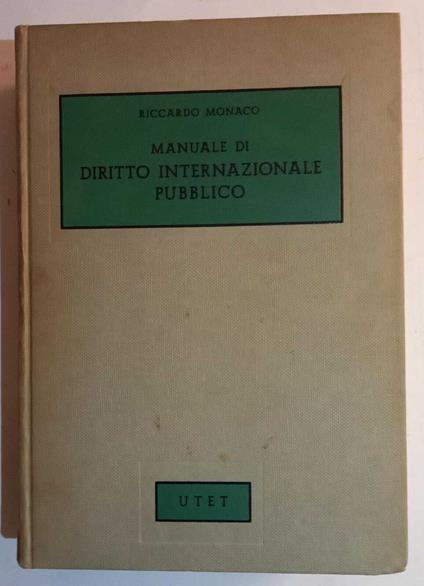 RICCARDO MONACO
MANUALE DI
DIRITTO INTERNAZIONALE
PUBBLICO
UTET